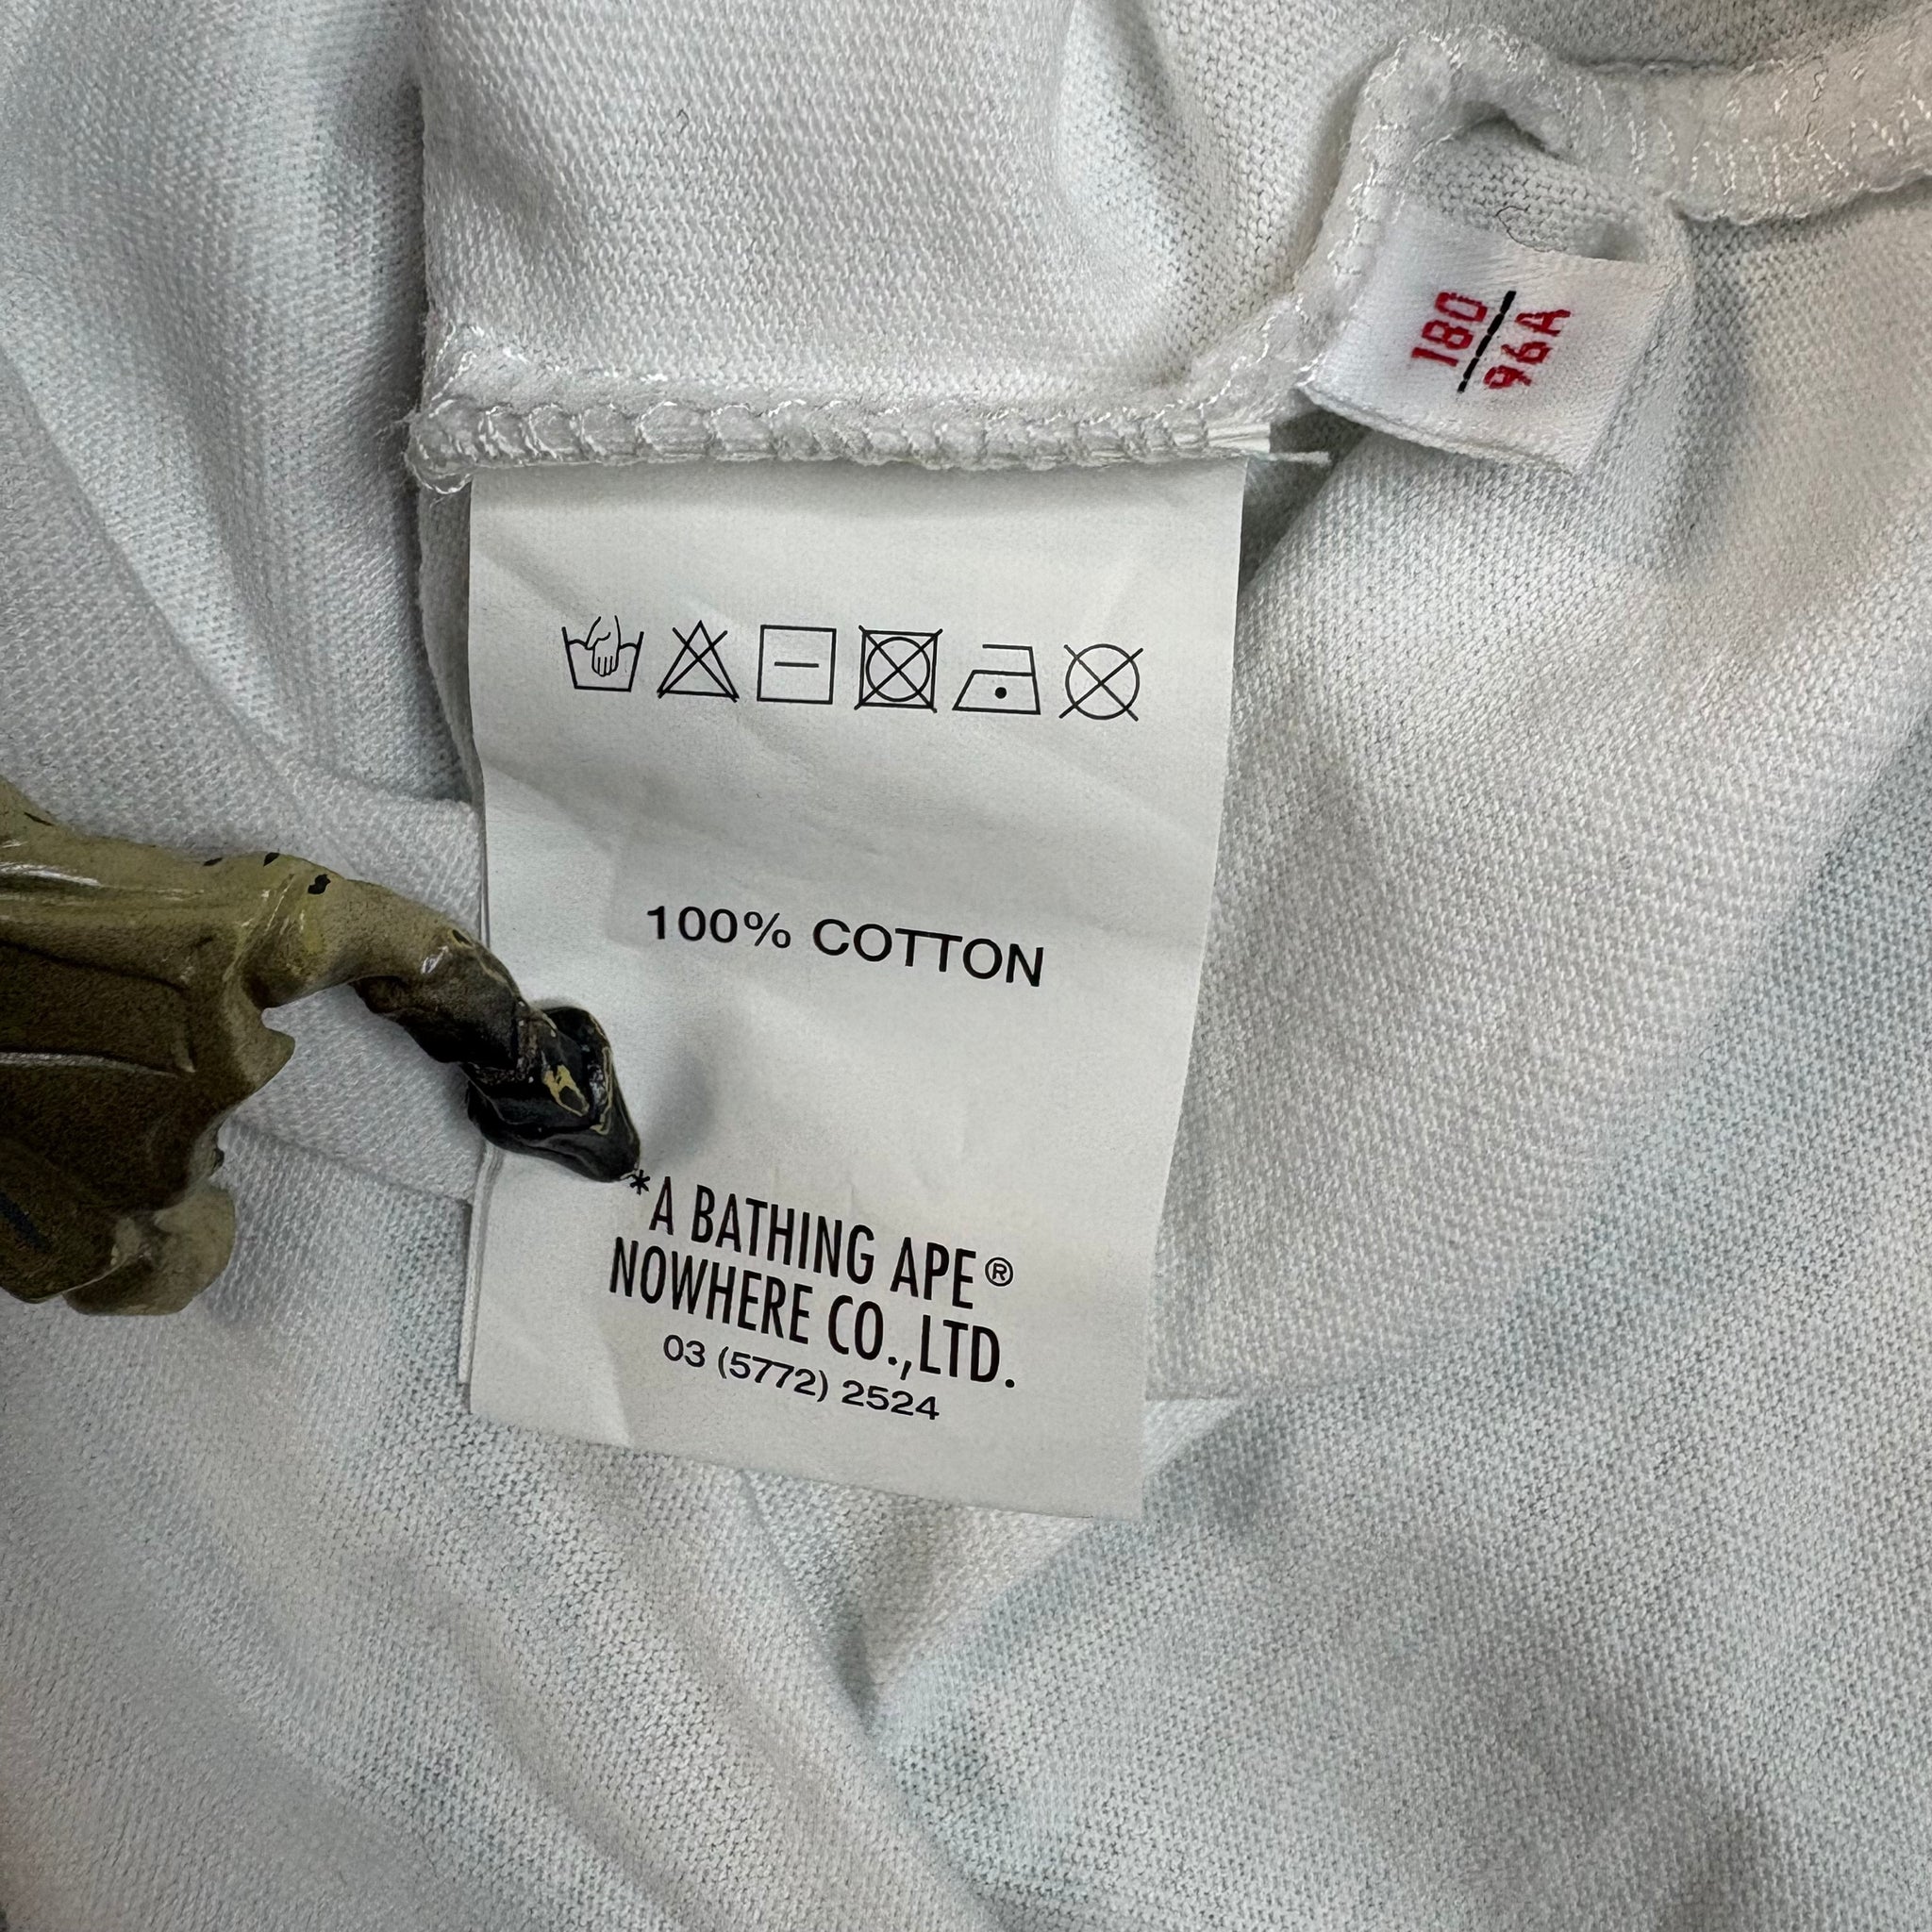 180
96A
100% COTTON
*A BATHING APE®
NOWHERE CO.,LTD.
03 (5772) 2524